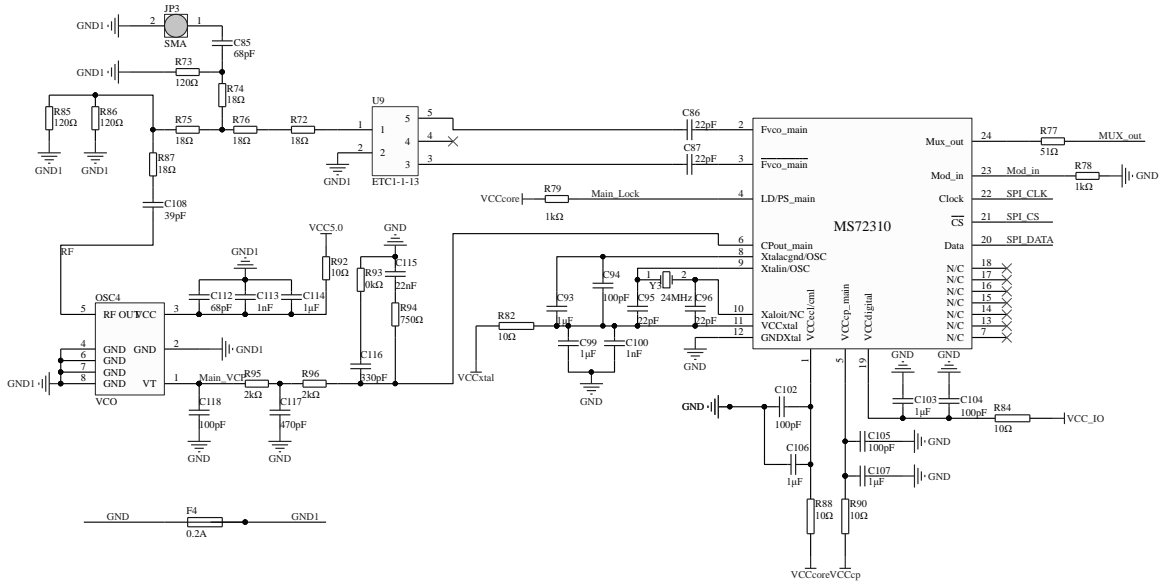 JP3
GND1
2
1
SMA
C85
68pF
GND1
R73
120Ω
R74
18Ω
R85
120Ω
R86
120Ω
GND1
GND1
R75
18Ω
R76
18Ω
R72
18Ω
R87
18Ω
C108
39pF
RF
U9
1
1
2
2
5
5
4
4
3
3
GND1
ETC1-1-13
C86
22pF
C87
22pF
VCCcore
R79
1kΩ
Main_Lock
2
Fvco_main
3
Fvco_main
4
LD/PS_main
6
CPout_main
8
Xtalacgnd/OSC
9
Xtalin/OSC
10
Xaloit/NC
11
VCCxtal
12
GNDXtal
MS72310
VCCecl/cml
VCCcp_main
VCCdigital
1
5
19
Mux_out
24
R77
51Ω
MUX_out
Mod_in
23
Mod_in
R78
1kΩ
GND
Clock
22
SPI_CLK
CS
21
SPI_CS
Data
20
SPI_DATA
N/C
18
N/C
17
N/C
16
N/C
15
N/C
14
N/C
13
N/C
7
VCC5.0
R92
10Ω
GND
R93
0kΩ
C115
22nF
R94
750Ω
C116
330pF
GND1
C112
68pF
C113
1nF
C114
1μF
OSC4
5
RF OUT
VCC
3
4
GND
GND
2
GND1
6
GND
7
GND
GND1
8
GND
VT
1
VCO
Main_VCP
R95
2kΩ
R96
2kΩ
C118
100pF
C117
470pF
GND
GND
C94
100pF
1
2
Y3
24MHz
C93
1μF
C95
22pF
C96
22pF
R82
10Ω
VCCxtal
C99
1μF
C100
1nF
GND
GND
GND
C102
100pF
C106
1μF
R88
10Ω
R90
10Ω
VCCcore
VCCcp
C105
100pF
GND
C107
1μF
GND
GND
GND
C103
1μF
C104
100pF
R84
10Ω
VCC_IO
GND
F4
0.2A
GND1